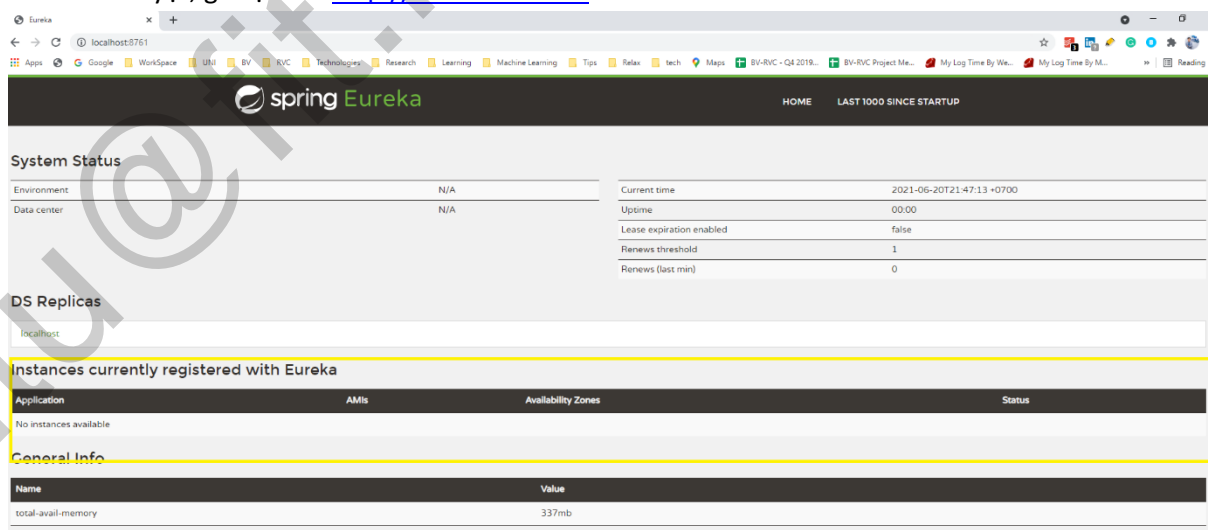 Eureka
localhost:8761
Apps Google WorkSpace UNI BV RVC Technologies Research Learning Machine Learning Tips Relax tech Maps BV-RVC - Q4 2019... BV-RVC Project Me... My Log Time By We... My Log Time By M... » Reading
spring Eureka HOME LAST 1000 SINCE STARTUP
System Status
Environment N/A Current time 2021-06-20T21:47:13 +0700
Data center N/A Uptime 00:00
Lease expiration enabled false
Renews threshold 1
Renews (last min) 0
DS Replicas
localhost
Instances currently registered with Eureka
Application AMIs Availability Zones Status
No instances available
General Info
Name Value
total-avail-memory 337mb